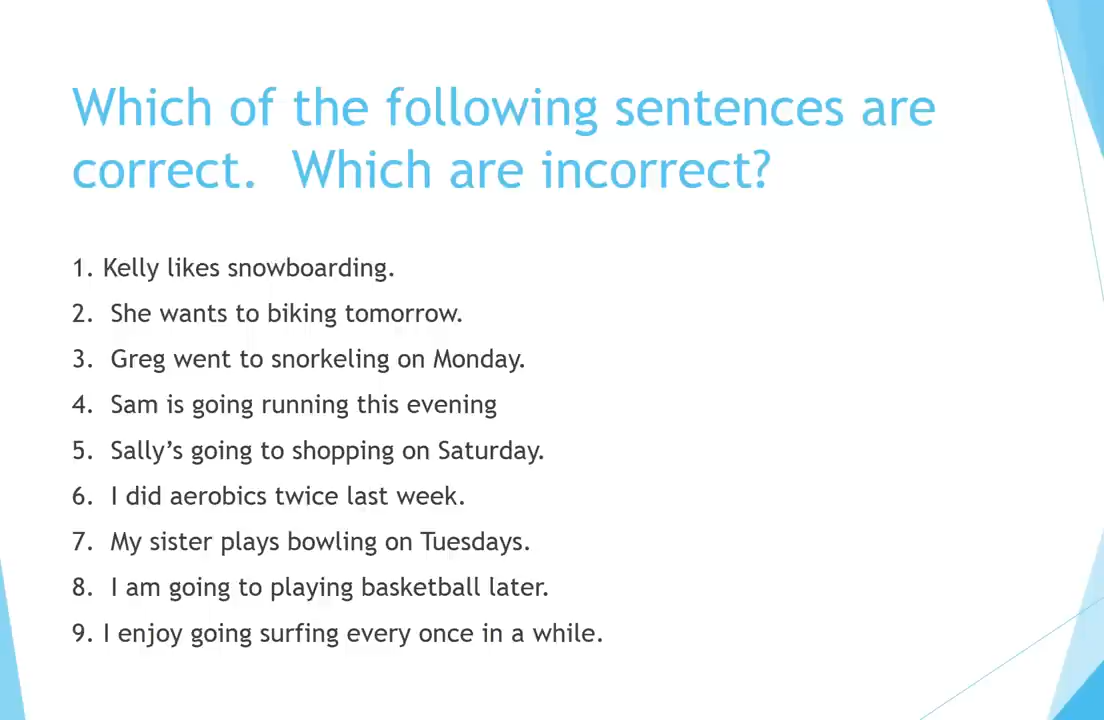 Which of the following sentences are
correct.  Which are incorrect?
1. Kelly likes snowboarding.
2.  She wants to biking tomorrow.
3.  Greg went to snorkeling on Monday.
4.  Sam is going running this evening
5.  Sally’s going to shopping on Saturday.
6.  I did aerobics twice last week.
7.  My sister plays bowling on Tuesdays.
8.  I am going to playing basketball later.
9. I enjoy going surfing every once in a while.